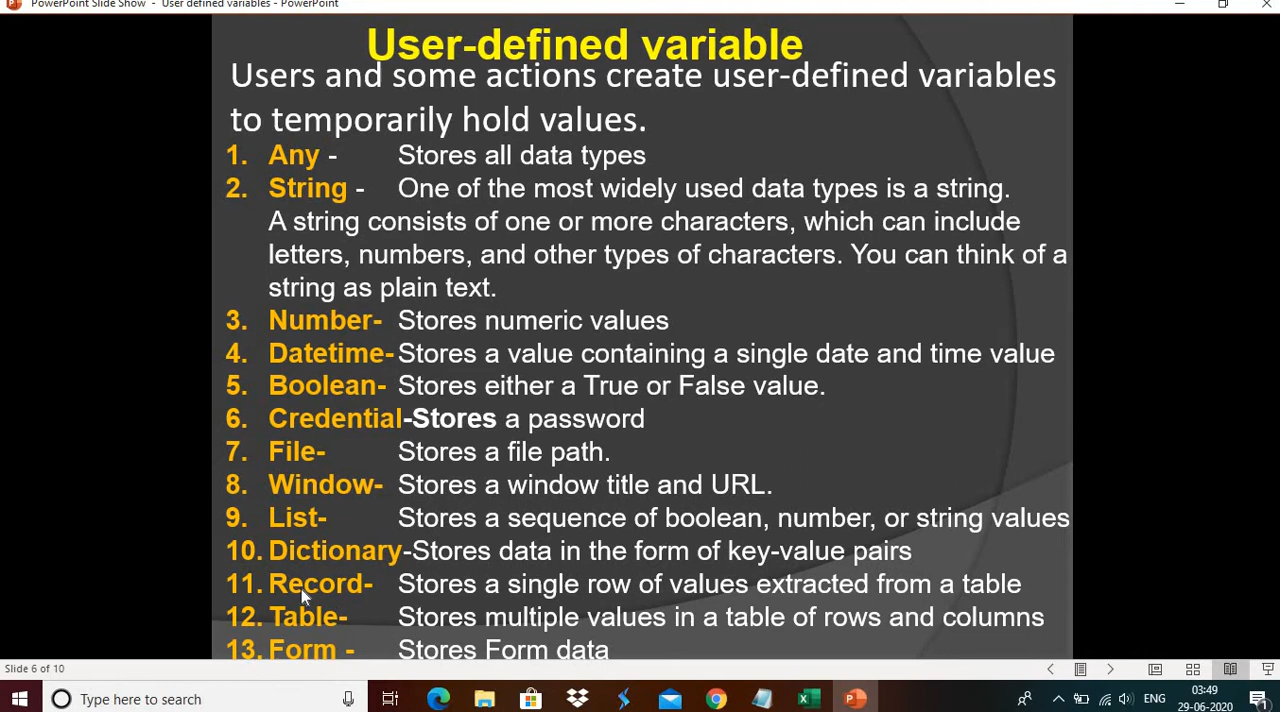 PowerPoint Slide Show - User defined variables - PowerPoint
User-defined variable
Users and some actions create user-defined variables
to temporarily hold values.
1. Any - Stores all data types
2. String - One of the most widely used data types is a string.
A string consists of one or more characters, which can include
letters, numbers, and other types of characters. You can think of a
string as plain text.
3. Number- Stores numeric values
4. Datetime- Stores a value containing a single date and time value
5. Boolean- Stores either a True or False value.
6. Credential-Stores a password
7. File- Stores a file path.
8. Window- Stores a window title and URL.
9. List- Stores a sequence of boolean, number, or string values
10. Dictionary-Stores data in the form of key-value pairs
11. Record- Stores a single row of values extracted from a table
12. Table- Stores multiple values in a table of rows and columns
13. Form - Stores Form data
Slide 6 of 10
Type here to search
ENG
03:49
29-06-2020
1